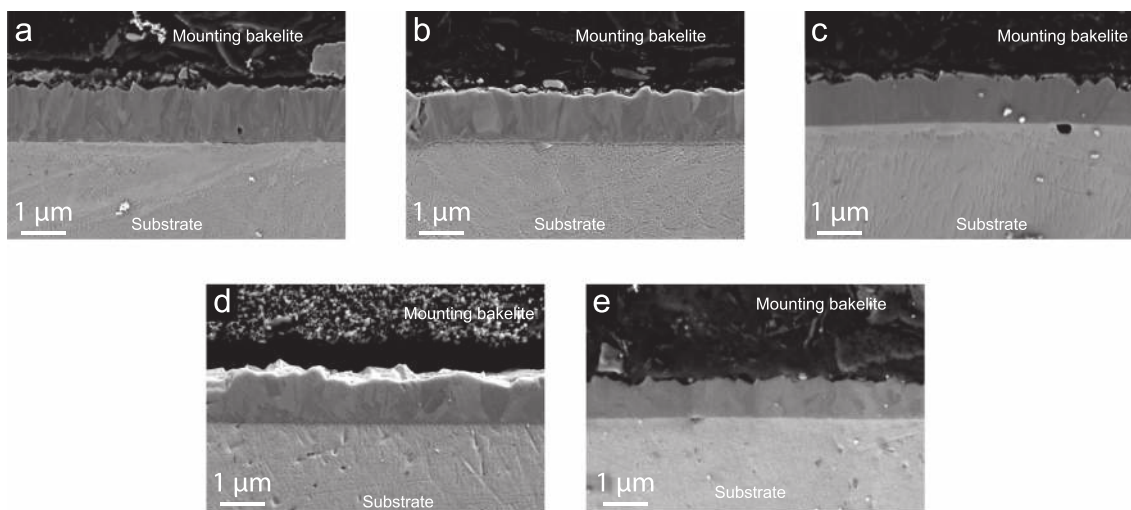 a
Mounting bakelite
Substrate
1 μm
b
Mounting bakelite
Substrate
1 μm
c
Mounting bakelite
Substrate
1 μm
d
Mounting bakelite
1 μm
Substrate
e
Mounting bakelite
1 μm
Substrate